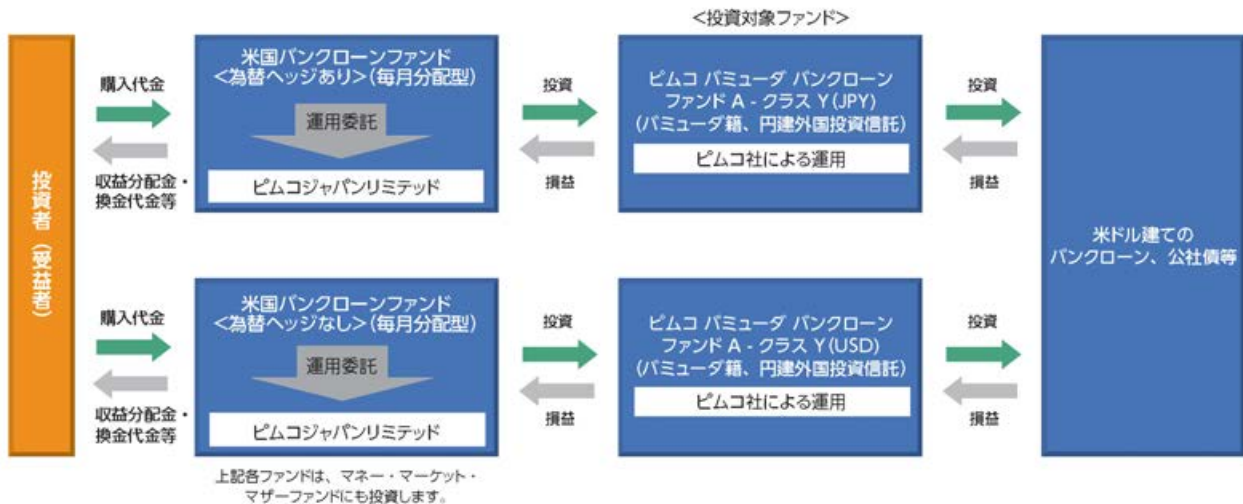 <投資対象ファンド>
投資者（受益者）
購入代金
収益分配金・
換金代金等
米国バンクローンファンド
<為替ヘッジあり>(毎月分配型)
運用委託
ピムコジャパンリミテッド
投資
損益
ピムコ バミューダ バンクローン
ファンド A - クラス Y(JPY)
(バミューダ籍、円建外国投資信託)
ピムコ社による運用
投資
損益
米ドル建ての
バンクローン、公社債等
購入代金
収益分配金・
換金代金等
米国バンクローンファンド
<為替ヘッジなし>(毎月分配型)
運用委託
ピムコジャパンリミテッド
投資
損益
ピムコ バミューダ バンクローン
ファンド A - クラス Y(USD)
(バミューダ籍、円建外国投資信託)
ピムコ社による運用
投資
損益
上記各ファンドは、マネー・マーケット・
マザーファンドにも投資します。